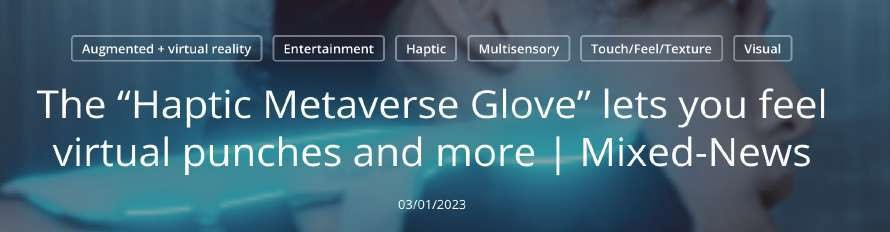 Augmented + virtual reality Entertainment Haptic Multisensory Touch/Feel/Texture Visual
The “Haptic Metaverse Glove” lets you feel
virtual punches and more | Mixed-News
03/01/2023